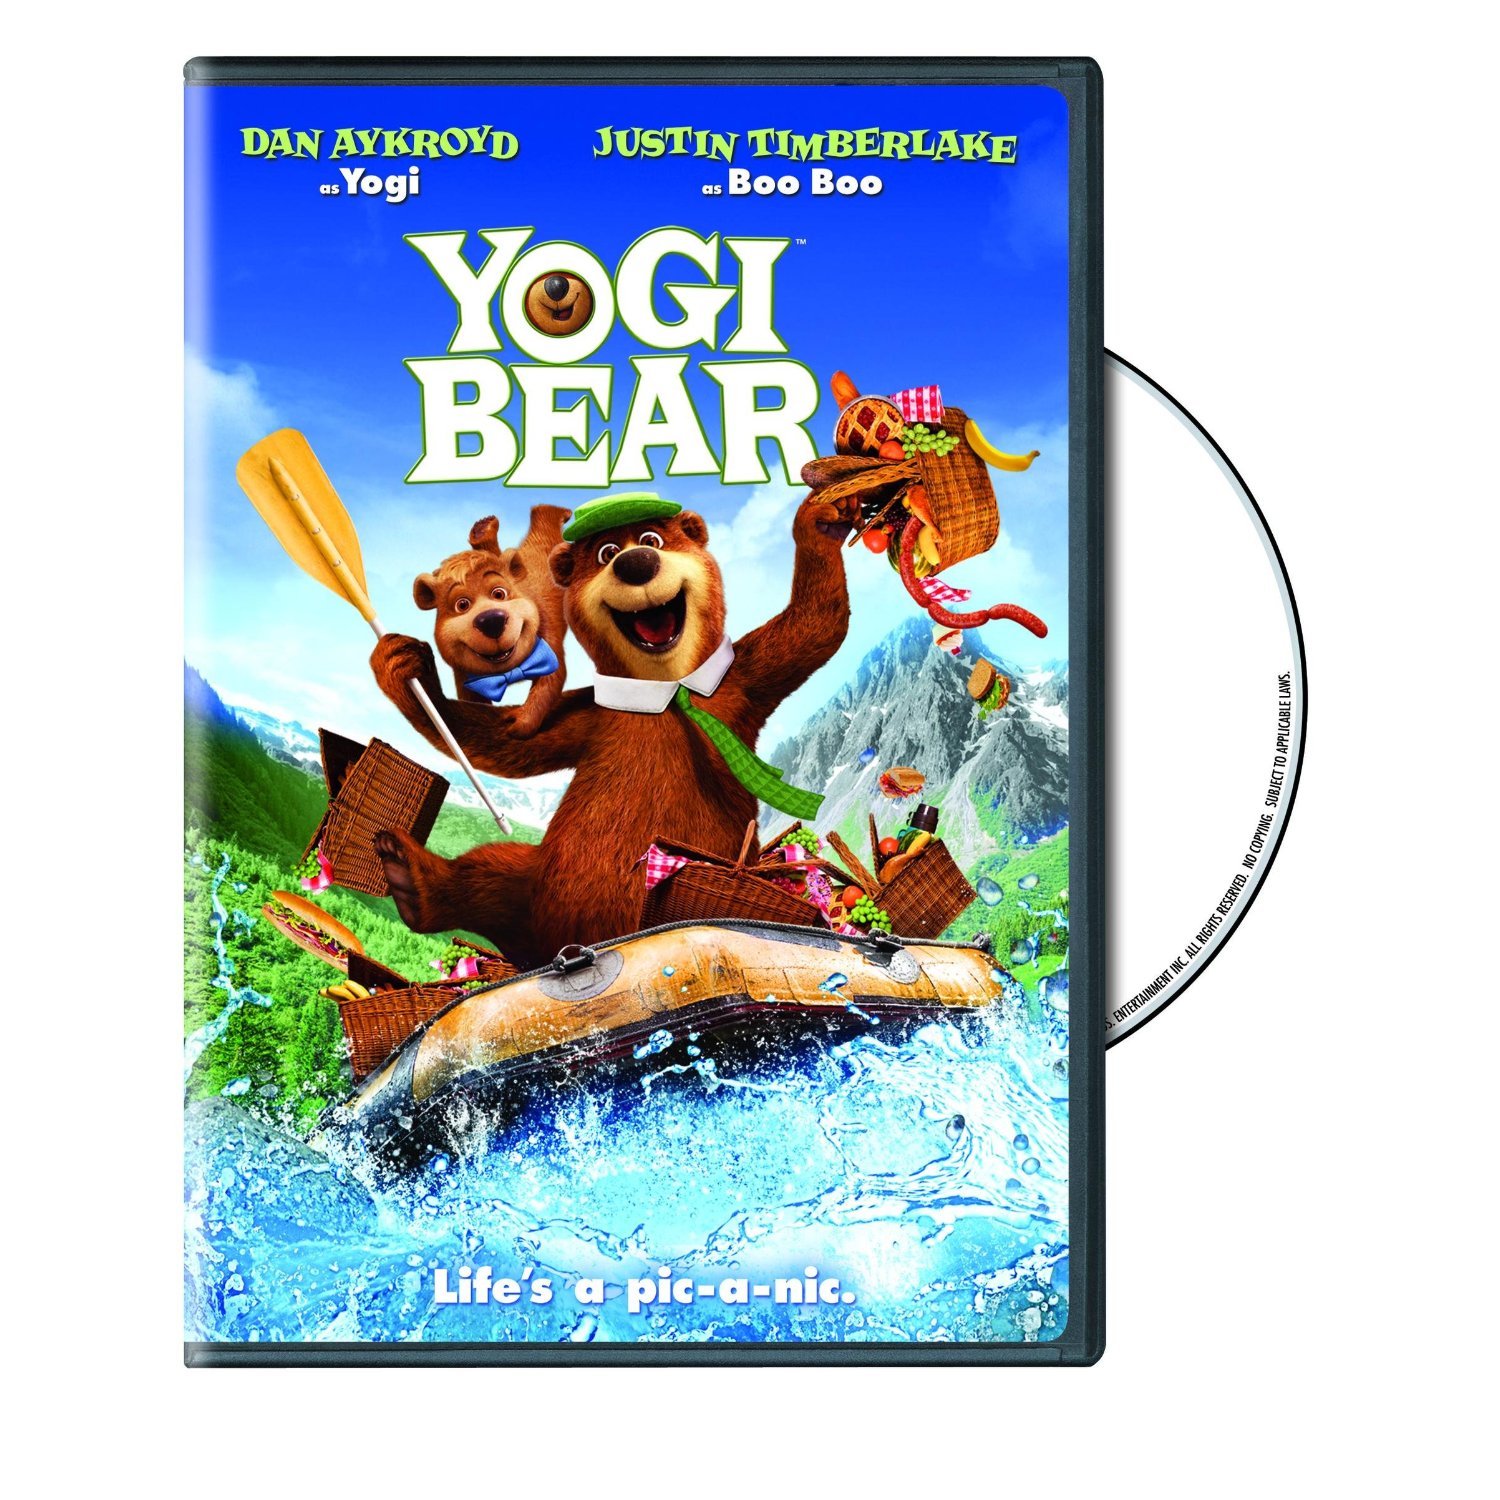 DAN AYKROYD
as Yogi
JUSTIN TIMBERLAKE
as Boo Boo
YOGI™
BEAR
Life's a pic-a-nic.
ENTERTAINMENT INC. ALL RIGHTS RESERVED. NO COPYING. SUBJECT TO APPLICABLE LAWS.